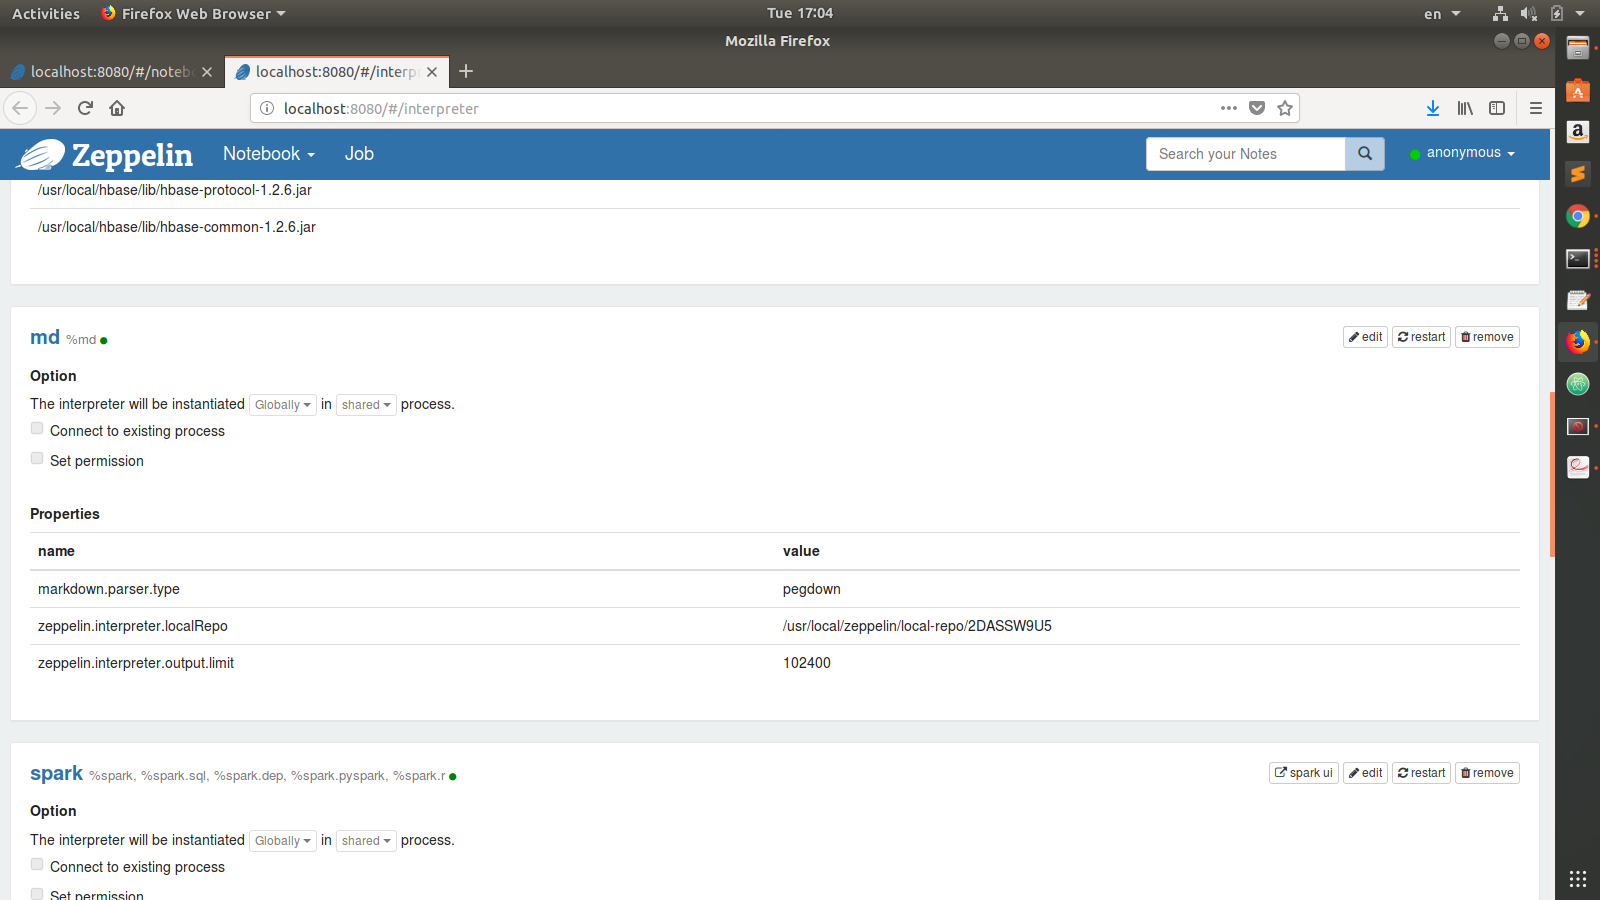 Activities Firefox Web Browser Tue 17:04 en
Mozilla Firefox
localhost:8080/#/noteb localhost:8080/#/interp
localhost:8080/#/interpreter
Zeppelin Notebook Job Search your Notes anonymous
/usr/local/hbase/lib/hbase-protocol-1.2.6.jar
/usr/local/hbase/lib/hbase-common-1.2.6.jar
md %md edit restart remove
Option
The interpreter will be instantiated Globally in shared process.
Connect to existing process
Set permission
Properties
name value
markdown.parser.type pegdown
zeppelin.interpreter.localRepo /usr/local/zeppelin/local-repo/2DASSW9U5
zeppelin.interpreter.output.limit 102400
spark %spark, %spark.sql, %spark.dep, %spark.pyspark, %spark.r spark ui edit restart remove
Option
The interpreter will be instantiated Globally in shared process.
Connect to existing process
Set permission